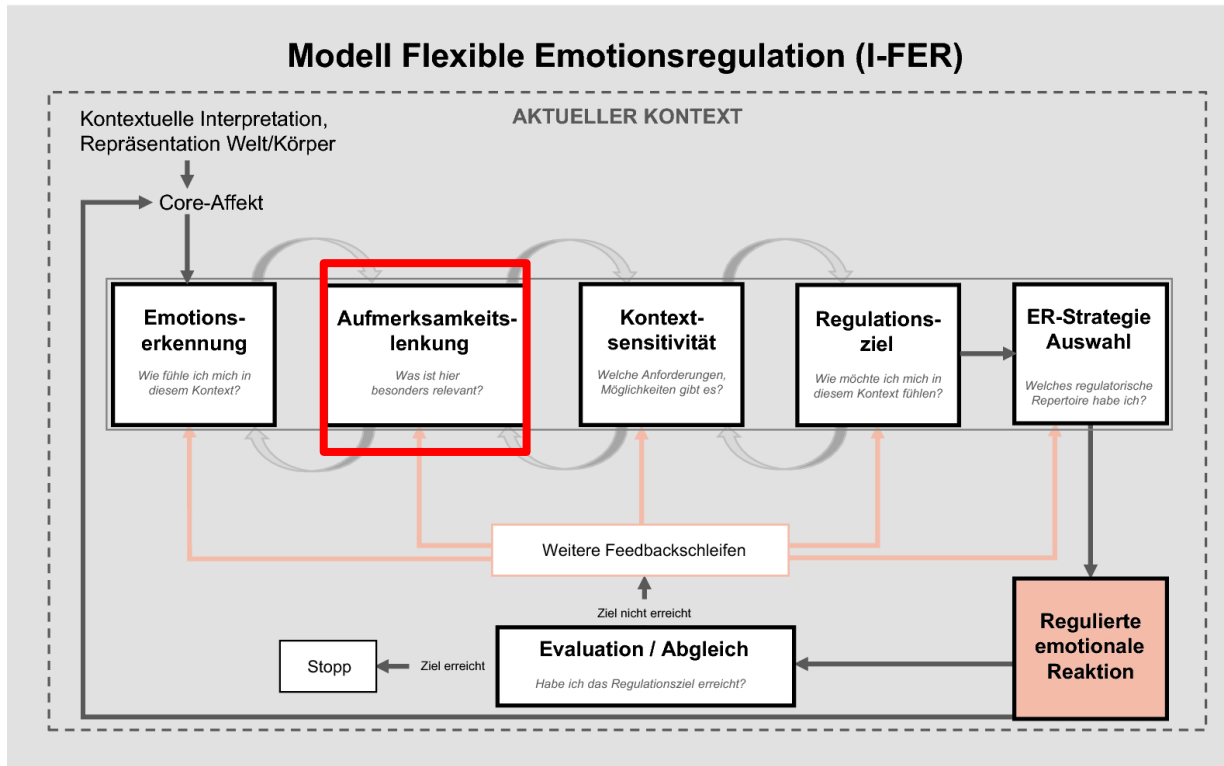 Modell Flexible Emotionsregulation (I-FER)
AKTUELLER KONTEXT
Kontextuelle Interpretation,
Repräsentation Welt/Körper
Core-Affekt
Emotions-
erkennung
Wie fühle ich mich in
diesem Kontext?
Aufmerksamkeits-
lenkung
Was ist hier
besonders relevant?
Kontext-
sensitivität
Welche Anforderungen,
Möglichkeiten gibt es?
Regulations-
ziel
Wie möchte ich mich in
diesem Kontext fühlen?
ER-Strategie
Auswahl
Welches regulatorische
Repertoire habe ich?
Weitere Feedbackschleifen
Ziel nicht erreicht
Evaluation / Abgleich
Habe ich das Regulationsziel erreicht?
Ziel erreicht
Stopp
Regulierte
emotionale
Reaktion